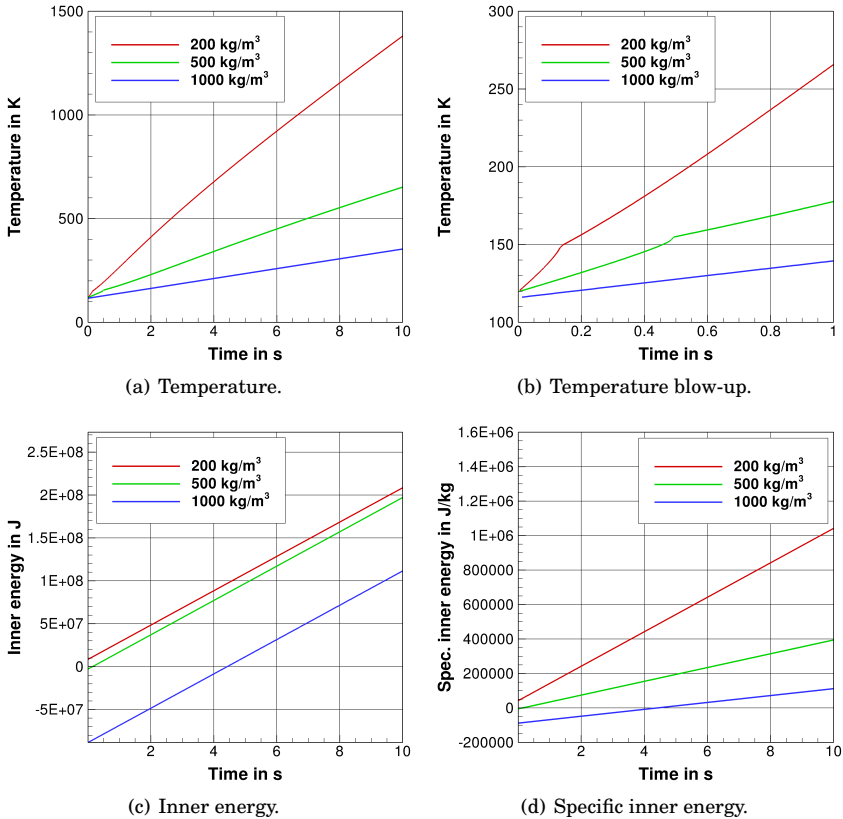 1500
1000
500
0
0
2
4
6
8
10
Temperature in K
Time in s
200 kg/m³
500 kg/m³
1000 kg/m³
(a) Temperature.
300
250
200
150
100
0
0.2
0.4
0.6
0.8
1
Temperature in K
Time in s
200 kg/m³
500 kg/m³
1000 kg/m³
(b) Temperature blow-up.
2.5E+08
2E+08
1.5E+08
1E+08
5E+07
0
-5E+07
2
4
6
8
10
Inner energy in J
Time in s
200 kg/m³
500 kg/m³
1000 kg/m³
(c) Inner energy.
1.6E+06
1.4E+06
1.2E+06
1E+06
800000
600000
400000
200000
0
-200000
0
2
4
6
8
10
Spec. inner energy in J/kg
Time in s
200 kg/m³
500 kg/m³
1000 kg/m³
(d) Specific inner energy.